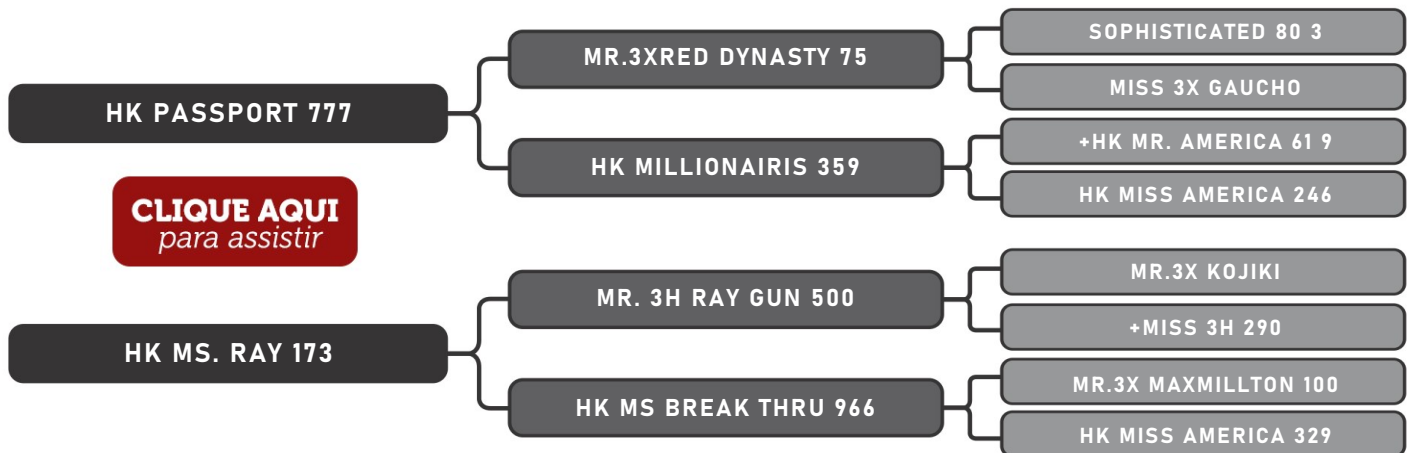 SOPHISTICATED 80 3
MR.3XRED DYNASTY 75
MISS 3X GAUCHO
HK PASSPORT 777
+HK MR. AMERICA 61 9
HK MILLIONAIRIS 359
HK MISS AMERICA 246
CLIQUE AQUI
para assistir
MR.3X KOJIKI
MR. 3H RAY GUN 500
+MISS 3H 290
HK MS. RAY 173
MR.3X MAXMILLTON 100
HK MS BREAK THRU 966
HK MISS AMERICA 329